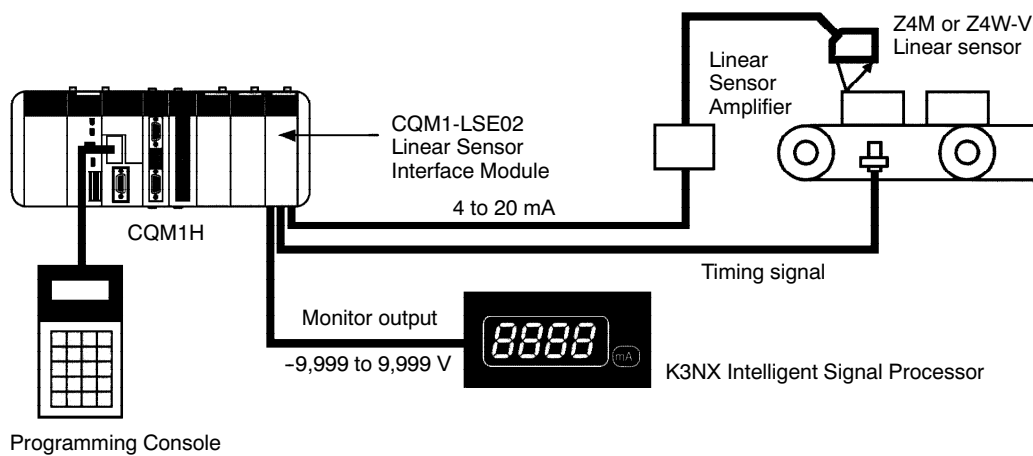 Z4M or Z4W-V
Linear sensor
Linear
Sensor
Amplifier
CQM1-LSE02
Linear Sensor
Interface Module
4 to 20 mA
CQM1H
Timing signal
Monitor output
–9,999 to 9,999 V
8888
mA
K3NX Intelligent Signal Processor
Programming Console